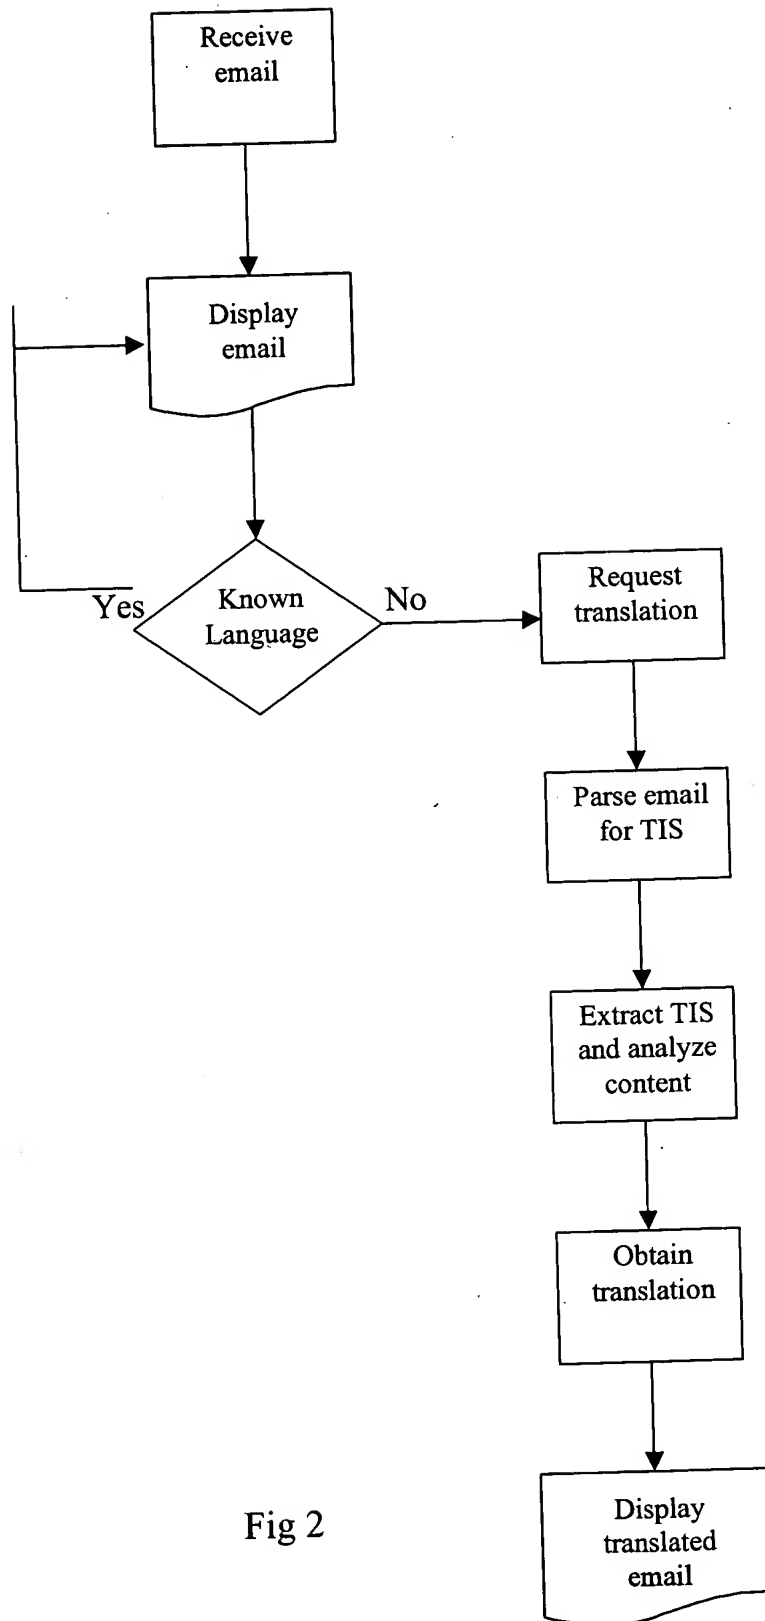 Receive
email
Display
email
Known
Language
Yes
No
Request
translation
Parse email
for TIS
Extract TIS
and analyze
content
Obtain
translation
Display
translated
email
Fig 2